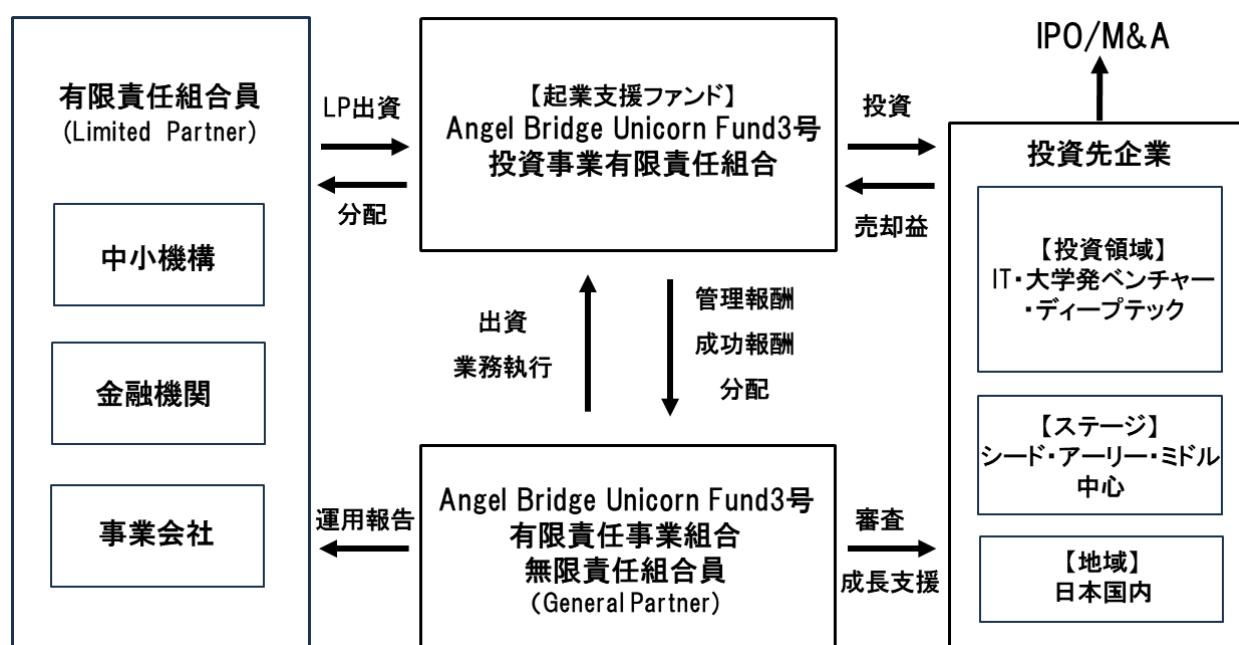 有限責任組合員
(Limited Partner)
中小機構
金融機関
事業会社
LP出資
分配
運用報告
【起業支援ファンド】
Angel Bridge Unicorn Fund3号
投資事業有限責任組合
出資
業務執行
管理報酬
成功報酬
分配
Angel Bridge Unicorn Fund3号
有限責任事業組合
無限責任組合員
(General Partner)
投資
売却益
審査
成長支援
IPO/M&A
投資先企業
【投資領域】
IT・大学発ベンチャー
・ディープテック
【ステージ】
シード・アーリー・ミドル
中心
【地域】
日本国内